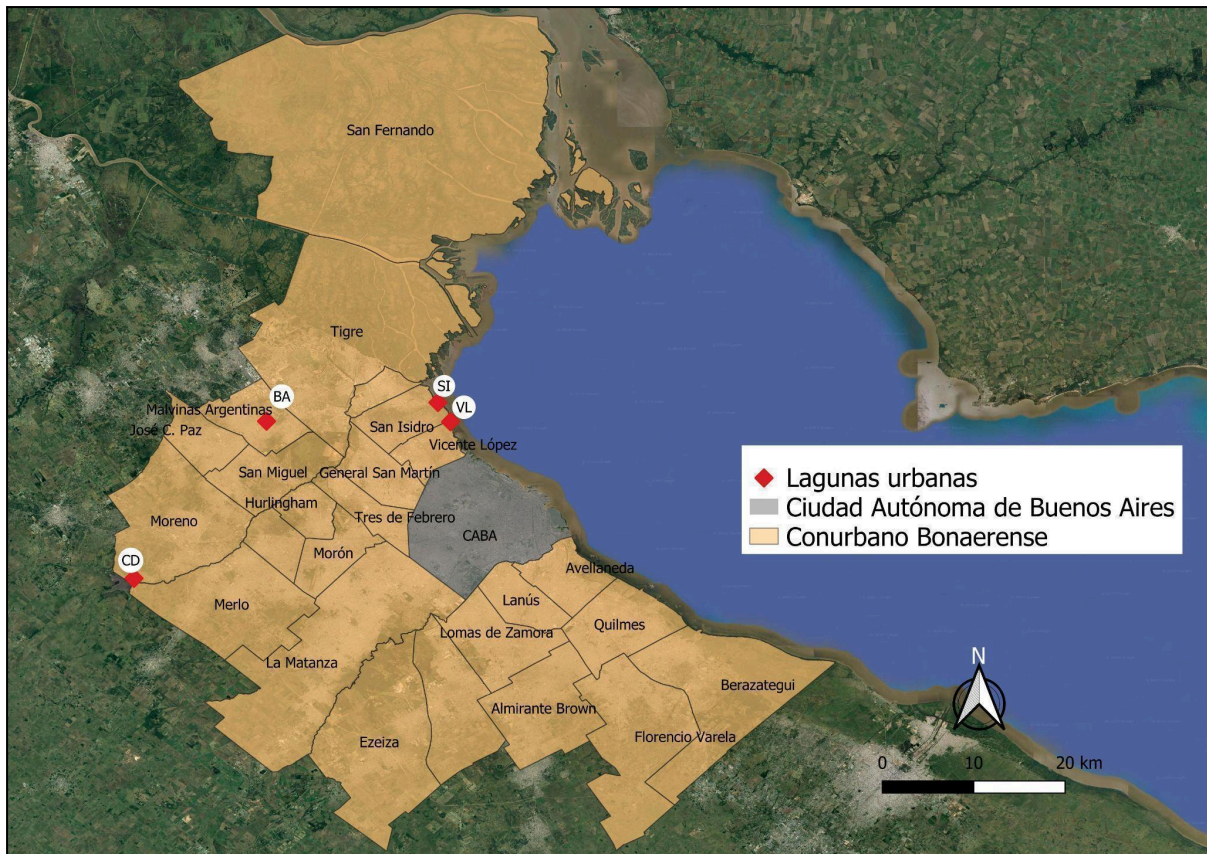 San Fernando
Tigre
BA
SI
VL
Malvinas Argentinas
José C. Paz
San Isidro
Vicente López
San Miguel
General San Martín
Hurlingham
Moreno
Tres de Febrero
CABA
Morón
CD
Avellaneda
Merlo
Lanús
Quilmes
Lomas de Zamora
La Matanza
Berazategui
Almirante Brown
Ezeiza
Florencio Varela
Lagunas urbanas
Ciudad Autónoma de Buenos Aires
Conurbano Bonaerense
N
0 10 20 km